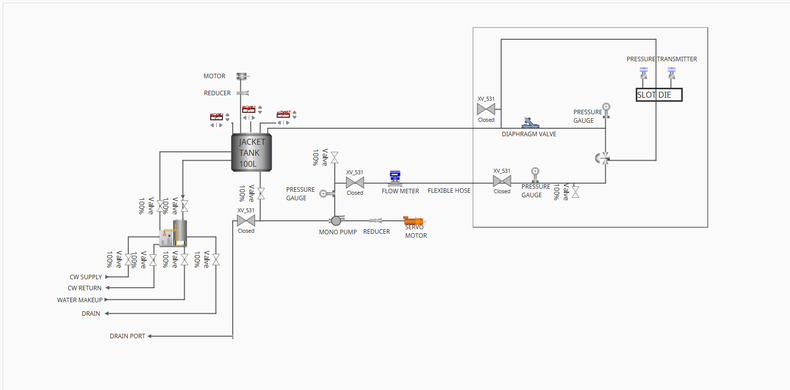 PRESSURE TRANSMITTER
MOTOR
REDUCER
SLOT DIE
XV_531
Closed
PRESSURE
GAUGE
DIAPHRAGM VALVE
JACKET
TANK
100L
100%
Valve
XV_531
Closed
FLOW METER
FLEXIBLE HOSE
XV_531
Closed
PRESSURE
GAUGE
100%
Valve
PRESSURE
GAUGE
100%
Valve
100%
Valve
100%
Valve
XV_531
Closed
MONO PUMP
REDUCER
SERVO
MOTOR
100%
Valve
100%
Valve
100%
Valve
100%
Valve
CW SUPPLY
CW RETURN
WATER MAKEUP
DRAIN
DRAIN PORT